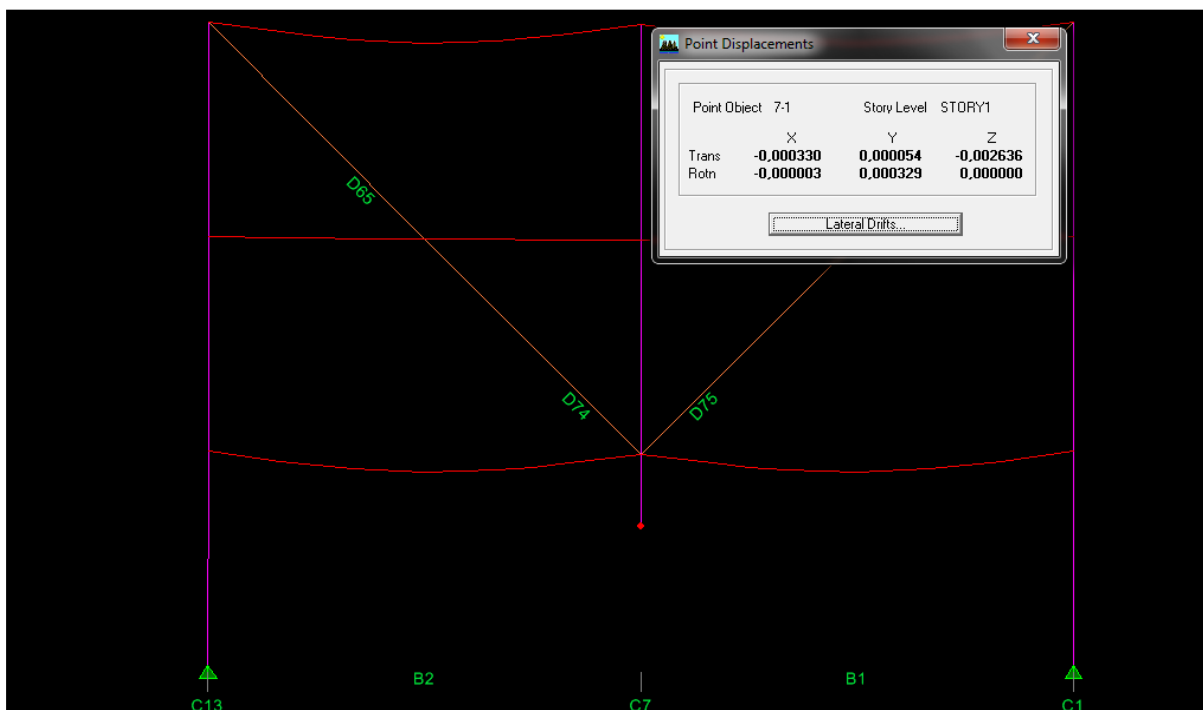 Point Displacements
Point Object 7-1 Story Level STORY1
X Y Z
Trans -0,000330 0,000054 -0,002636
Rotn -0,000003 0,000329 0,000000
Lateral Drifts...
D65
D74
D75
B2 B1
C13 C7 C1